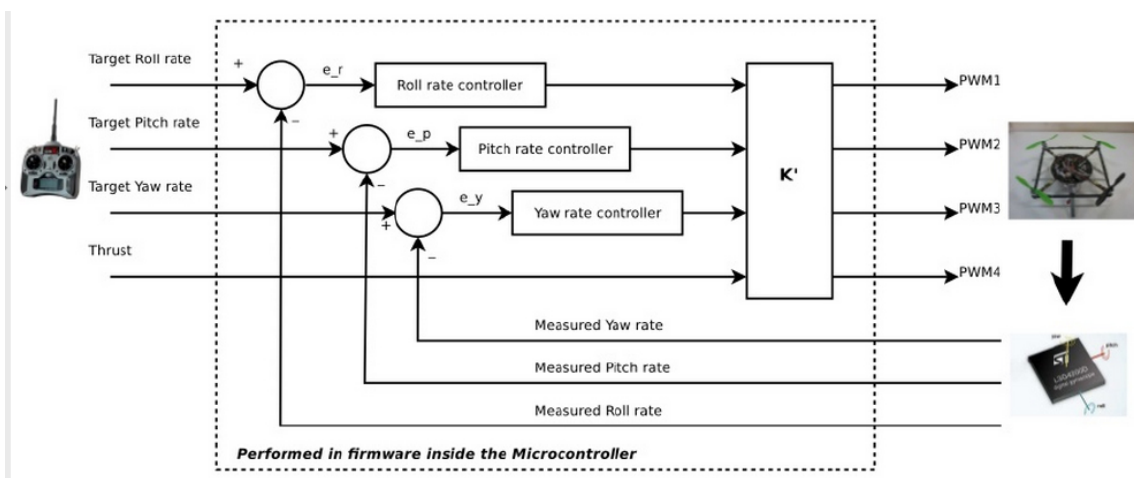 Target Roll rate
+
e_r
Roll rate controller
PWM1
−
Target Pitch rate
+
e_p
Pitch rate controller
PWM2
K'
−
Target Yaw rate
+
e_y
Yaw rate controller
PWM3
−
Thrust
PWM4
Measured Yaw rate
Measured Pitch rate
Measured Roll rate
Performed in firmware inside the Microcontroller